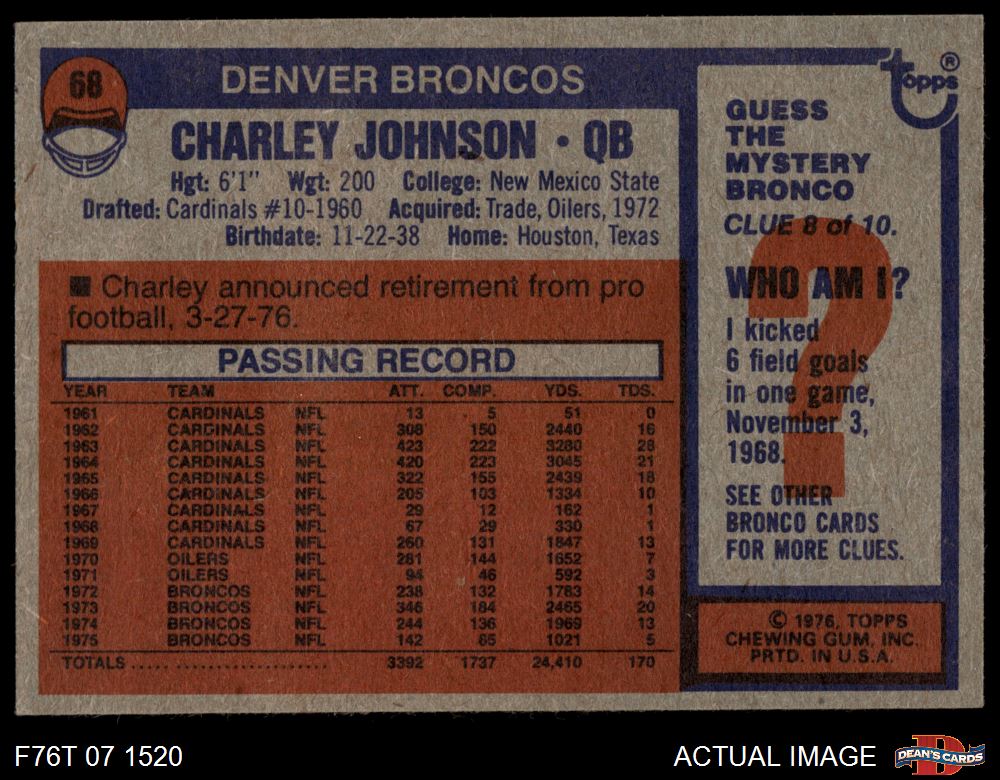 68
DENVER BRONCOS
CHARLEY JOHNSON • QB
Hgt: 6'1" Wgt: 200 College: New Mexico State
Drafted: Cardinals #10-1960 Acquired: Trade, Oilers, 1972
Birthdate: 11-22-38 Home: Houston, Texas
■ Charley announced retirement from pro
football, 3-27-76.
PASSING RECORD
YEAR TEAM ATT. COMP. YDS. TDS.
1961 CARDINALS NFL 13 5 51 0
1962 CARDINALS NFL 308 150 2440 16
1963 CARDINALS NFL 423 222 3280 28
1964 CARDINALS NFL 420 223 3045 21
1965 CARDINALS NFL 322 155 2439 18
1966 CARDINALS NFL 205 103 1334 10
1967 CARDINALS NFL 29 12 162 1
1968 CARDINALS NFL 67 29 330 1
1969 CARDINALS NFL 260 131 1847 13
1970 OILERS NFL 281 144 1652 7
1971 OILERS NFL 94 46 592 3
1972 BRONCOS NFL 238 132 1783 14
1973 BRONCOS NFL 346 184 2465 20
1974 BRONCOS NFL 244 136 1969 13
1975 BRONCOS NFL 142 65 1021 5
TOTALS ..... .................... 3392 1737 24,410 170
topps ®
GUESS
THE
MYSTERY
BRONCO
CLUE 8 of 10.
?
WHO AM I?
I kicked
6 field goals
in one game,
November 3,
1968.
SEE OTHER
BRONCO CARDS
FOR MORE CLUES.
© 1976, TOPPS
CHEWING GUM, INC.
PRTD. IN U.S.A.
F76T 07 1520
ACTUAL IMAGE
D
DEAN'S CARDS